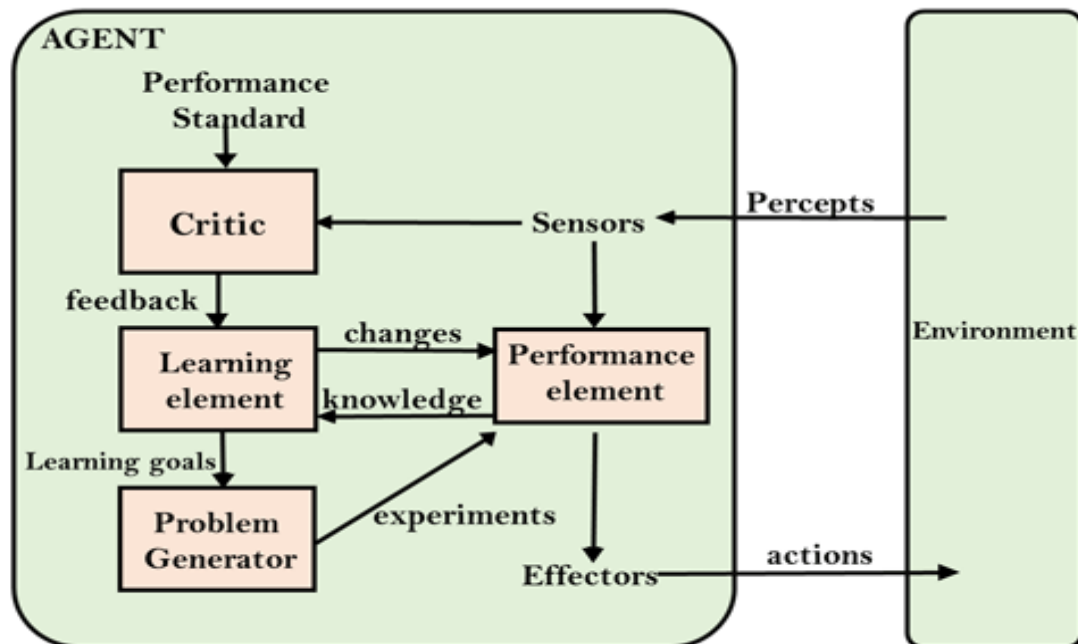 AGENT
Performance
Standard
Critic
Sensors
Percepts
feedback
changes
Environment
Learning
element
Performance
element
knowledge
Learning goals
Problem
Generator
experiments
Effectors
actions